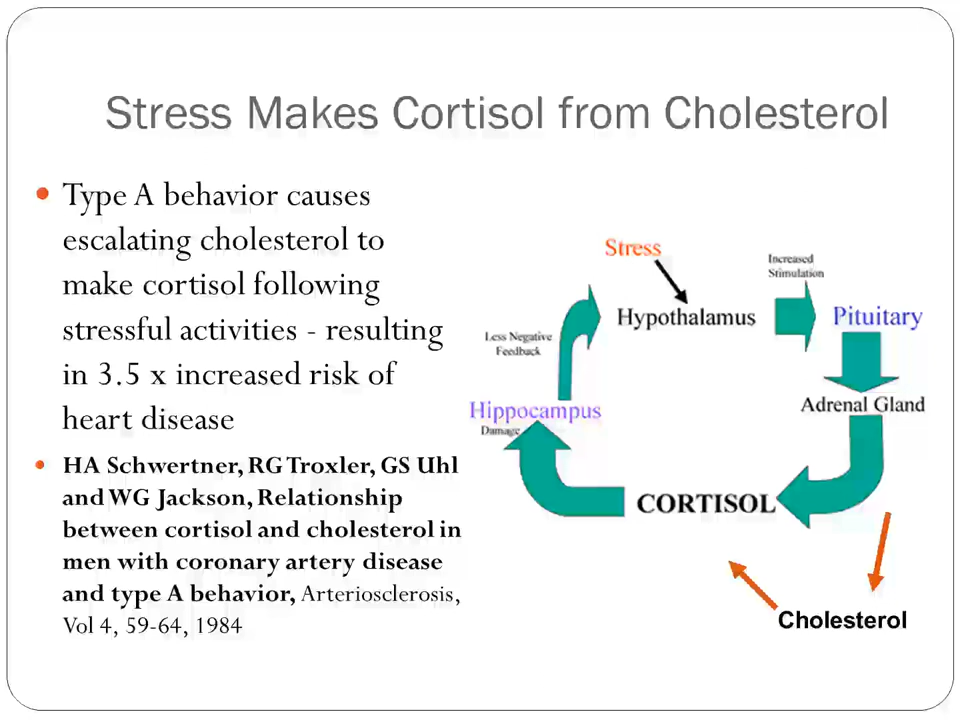 Stress Makes Cortisol from Cholesterol
• Type A behavior causes
escalating cholesterol to
make cortisol following
stressful activities - resulting
in 3.5 x increased risk of
heart disease
• HA Schwertner, RG Troxler, GS Uhl
and WG Jackson, Relationship
between cortisol and cholesterol in
men with coronary artery disease
and type A behavior, Arteriosclerosis,
Vol 4, 59-64, 1984
Stress
Increased
Stimulation
Hypothalamus
Pituitary
Less Negative
Feedback
Adrenal Gland
Hippocampus
Damage
CORTISOL
Cholesterol